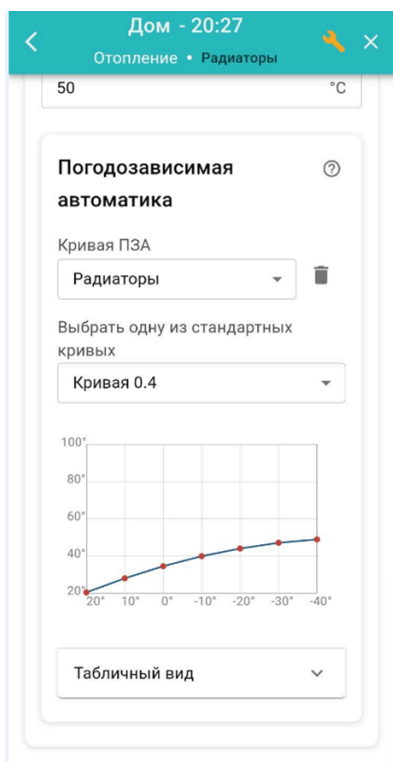 Дом - 20:27
Отопление • Радиаторы
50 °C
Погодозависимая
автоматика
Кривая ПЗА
Радиаторы
Выбрать одну из стандартных
кривых
Кривая 0.4
100°
80°
60°
40°
20°
20° 10° 0° -10° -20° -30° -40°
Табличный вид